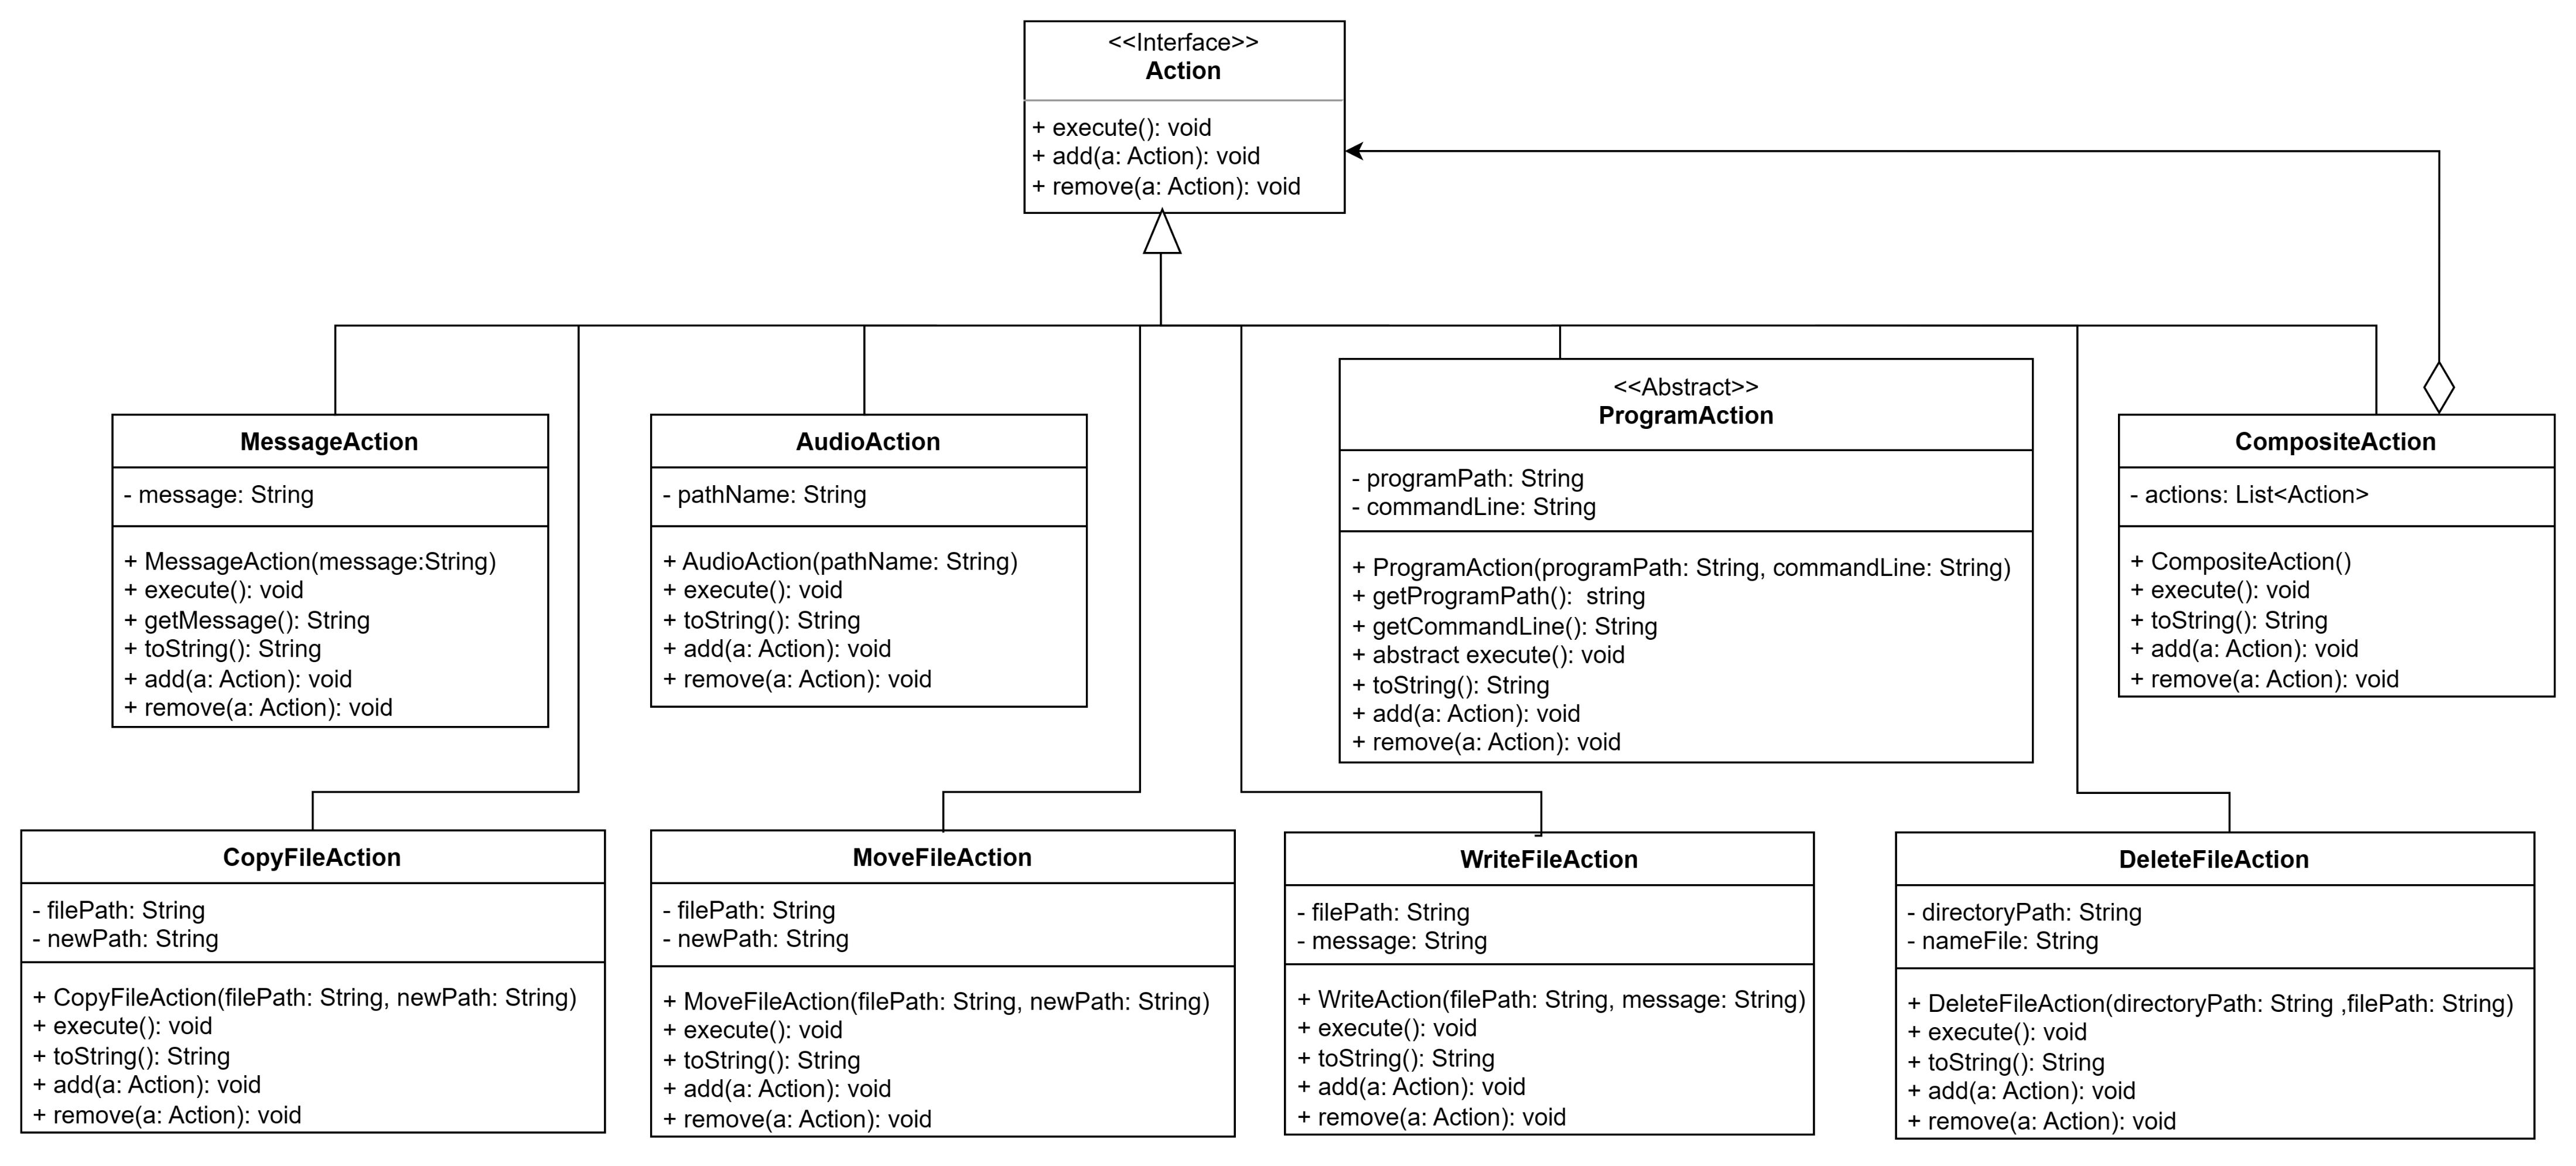 <<Interface>>
Action
+ execute(): void
+ add(a: Action): void
+ remove(a: Action): void
MessageAction
- message: String
+ MessageAction(message:String)
+ execute(): void
+ getMessage(): String
+ toString(): String
+ add(a: Action): void
+ remove(a: Action): void
AudioAction
- pathName: String
+ AudioAction(pathName: String)
+ execute(): void
+ toString(): String
+ add(a: Action): void
+ remove(a: Action): void
<<Abstract>>
ProgramAction
- programPath: String
- commandLine: String
+ ProgramAction(programPath: String, commandLine: String)
+ getProgramPath():  string
+ getCommandLine(): String
+ abstract execute(): void
+ toString(): String
+ add(a: Action): void
+ remove(a: Action): void
CompositeAction
- actions: List<Action>
+ CompositeAction()
+ execute(): void
+ toString(): String
+ add(a: Action): void
+ remove(a: Action): void
CopyFileAction
- filePath: String
- newPath: String
+ CopyFileAction(filePath: String, newPath: String)
+ execute(): void
+ toString(): String
+ add(a: Action): void
+ remove(a: Action): void
MoveFileAction
- filePath: String
- newPath: String
+ MoveFileAction(filePath: String, newPath: String)
+ execute(): void
+ toString(): String
+ add(a: Action): void
+ remove(a: Action): void
WriteFileAction
- filePath: String
- message: String
+ WriteAction(filePath: String, message: String)
+ execute(): void
+ toString(): String
+ add(a: Action): void
+ remove(a: Action): void
DeleteFileAction
- directoryPath: String
- nameFile: String
+ DeleteFileAction(directoryPath: String ,filePath: String)
+ execute(): void
+ toString(): String
+ add(a: Action): void
+ remove(a: Action): void